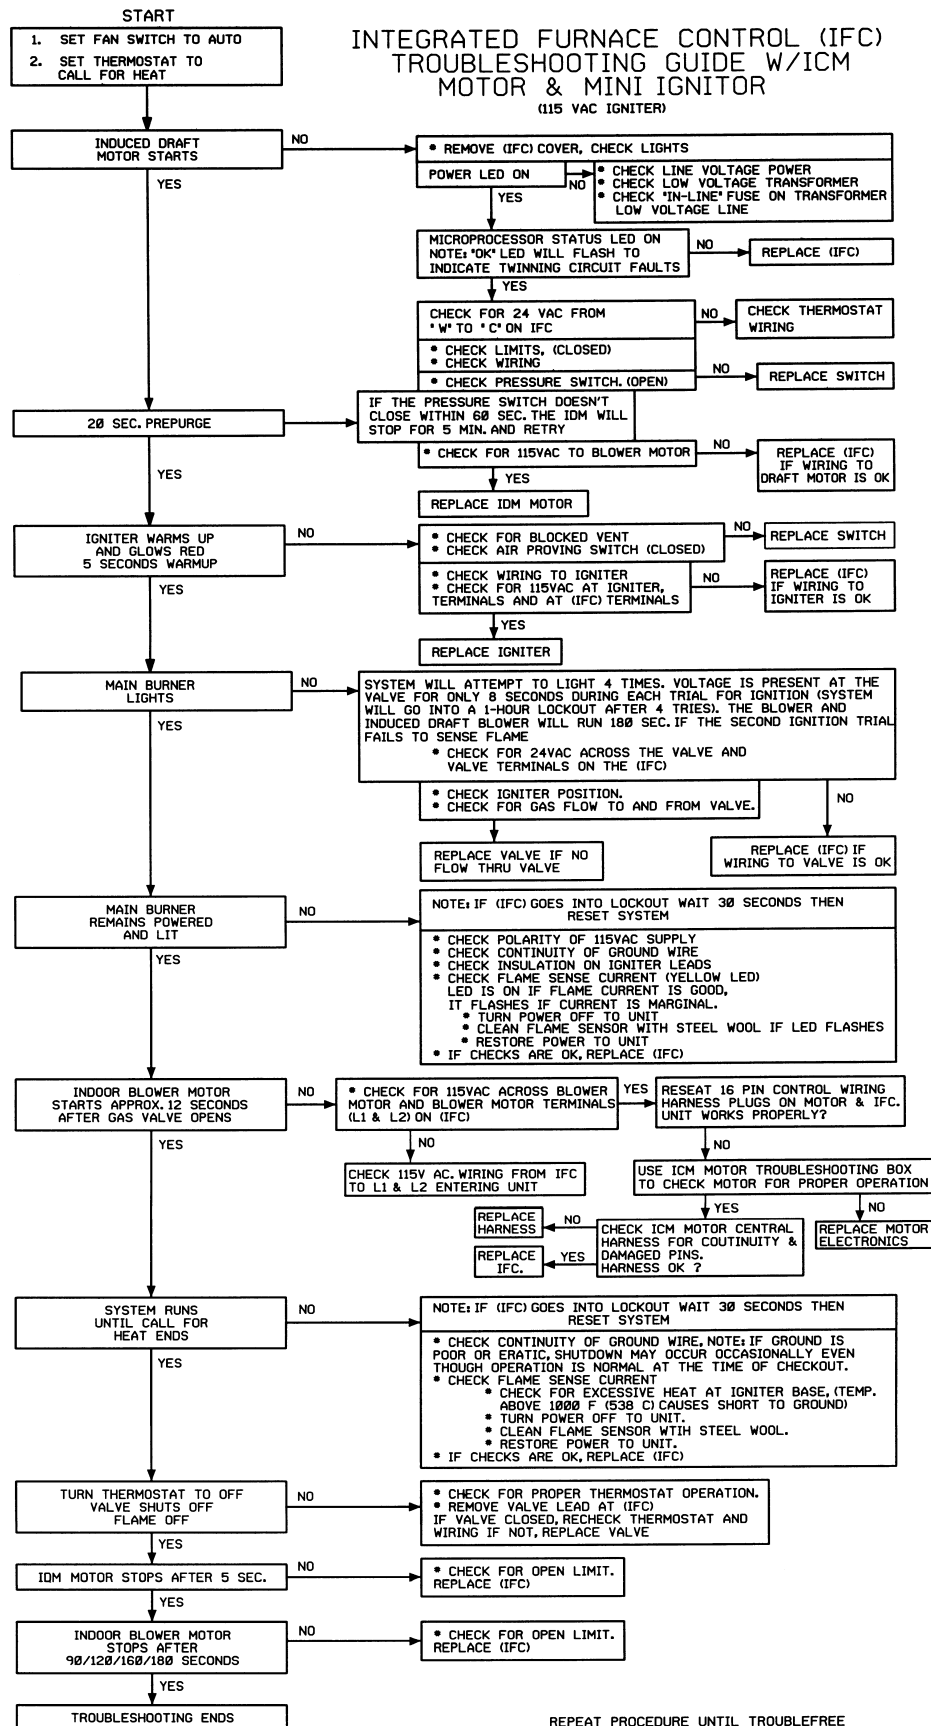 START
1. SET FAN SWITCH TO AUTO
2. SET THERMOSTAT TO
CALL FOR HEAT
INTEGRATED FURNACE CONTROL (IFC)
TROUBLESHOOTING GUIDE W/ICM
MOTOR & MINI IGNITOR
(115 VAC IGNITER)
INDUCED DRAFT
MOTOR STARTS
NO
YES
* REMOVE (IFC) COVER, CHECK LIGHTS
POWER LED ON
NO
YES
* CHECK LINE VOLTAGE POWER
* CHECK LOW VOLTAGE TRANSFORMER
* CHECK "IN-LINE" FUSE ON TRANSFORMER
LOW VOLTAGE LINE
MICROPROCESSOR STATUS LED ON
NOTE: "OK" LED WILL FLASH TO
INDICATE TWINNING CIRCUIT FAULTS
NO
REPLACE (IFC)
YES
CHECK FOR 24 VAC FROM
"W" TO "C" ON IFC
NO
CHECK THERMOSTAT
WIRING
* CHECK LIMITS, (CLOSED)
* CHECK WIRING
* CHECK PRESSURE SWITCH. (OPEN)
NO
REPLACE SWITCH
20 SEC. PREPURGE
YES
IF THE PRESSURE SWITCH DOESN'T
CLOSE WITHIN 60 SEC. THE IDM WILL
STOP FOR 5 MIN. AND RETRY
* CHECK FOR 115VAC TO BLOWER MOTOR
NO
REPLACE (IFC)
IF WIRING TO
DRAFT MOTOR IS OK
YES
REPLACE IDM MOTOR
IGNITER WARMS UP
AND GLOWS RED
5 SECONDS WARMUP
NO
YES
* CHECK FOR BLOCKED VENT
* CHECK AIR PROVING SWITCH (CLOSED)
NO
REPLACE SWITCH
* CHECK WIRING TO IGNITER
* CHECK FOR 115VAC AT IGNITER,
TERMINALS AND AT (IFC) TERMINALS
NO
REPLACE (IFC)
IF WIRING TO
IGNITER IS OK
YES
REPLACE IGNITER
MAIN BURNER
LIGHTS
NO
YES
SYSTEM WILL ATTEMPT TO LIGHT 4 TIMES. VOLTAGE IS PRESENT AT THE
VALVE FOR ONLY 8 SECONDS DURING EACH TRIAL FOR IGNITION (SYSTEM
WILL GO INTO A 1-HOUR LOCKOUT AFTER 4 TRIES). THE BLOWER AND
INDUCED DRAFT BLOWER WILL RUN 180 SEC. IF THE SECOND IGNITION TRIAL
FAILS TO SENSE FLAME
* CHECK FOR 24VAC ACROSS THE VALVE AND
VALVE TERMINALS ON THE (IFC)
* CHECK IGNITER POSITION.
* CHECK FOR GAS FLOW TO AND FROM VALVE.
NO
REPLACE VALVE IF NO
FLOW THRU VALVE
REPLACE (IFC) IF
WIRING TO VALVE IS OK
MAIN BURNER
REMAINS POWERED
AND LIT
NO
YES
NOTE: IF (IFC) GOES INTO LOCKOUT WAIT 30 SECONDS THEN
RESET SYSTEM
* CHECK POLARITY OF 115VAC SUPPLY
* CHECK CONTINUITY OF GROUND WIRE
* CHECK INSULATION ON IGNITER LEADS
* CHECK FLAME SENSE CURRENT (YELLOW LED)
LED IS ON IF FLAME CURRENT IS GOOD,
IT FLASHES IF CURRENT IS MARGINAL.
* TURN POWER OFF TO UNIT
* CLEAN FLAME SENSOR WITH STEEL WOOL IF LED FLASHES
* RESTORE POWER TO UNIT
* IF CHECKS ARE OK, REPLACE (IFC)
INDOOR BLOWER MOTOR
STARTS APPROX. 12 SECONDS
AFTER GAS VALVE OPENS
NO
YES
* CHECK FOR 115VAC ACROSS BLOWER
MOTOR AND BLOWER MOTOR TERMINALS
(L1 & L2) ON (IFC)
YES
RESEAT 16 PIN CONTROL WIRING
HARNESS PLUGS ON MOTOR & IFC.
UNIT WORKS PROPERLY?
NO
CHECK 115V AC. WIRING FROM IFC
TO L1 & L2 ENTERING UNIT
NO
USE ICM MOTOR TROUBLESHOOTING BOX
TO CHECK MOTOR FOR PROPER OPERATION
YES
NO
REPLACE
HARNESS
NO
CHECK ICM MOTOR CENTRAL
HARNESS FOR COUTINUITY &
DAMAGED PINS.
HARNESS OK ?
REPLACE MOTOR
ELECTRONICS
REPLACE
IFC.
YES
SYSTEM RUNS
UNTIL CALL FOR
HEAT ENDS
NO
YES
NOTE: IF (IFC) GOES INTO LOCKOUT WAIT 30 SECONDS THEN
RESET SYSTEM
* CHECK CONTINUITY OF GROUND WIRE, NOTE: IF GROUND IS
POOR OR ERATIC, SHUTDOWN MAY OCCUR OCCASIONALLY EVEN
THOUGH OPERATION IS NORMAL AT THE TIME OF CHECKOUT.
* CHECK FLAME SENSE CURRENT
* CHECK FOR EXCESSIVE HEAT AT IGNITER BASE, (TEMP.
ABOVE 1000 F (538 C) CAUSES SHORT TO GROUND)
* TURN POWER OFF TO UNIT.
* CLEAN FLAME SENSOR WTIH STEEL WOOL.
* RESTORE POWER TO UNIT.
* IF CHECKS ARE OK, REPLACE (IFC)
TURN THERMOSTAT TO OFF
VALVE SHUTS OFF
FLAME OFF
NO
YES
* CHECK FOR PROPER THERMOSTAT OPERATION.
* REMOVE VALVE LEAD AT (IFC)
IF VALVE CLOSED, RECHECK THERMOSTAT AND
WIRING IF NOT, REPLACE VALVE
IDM MOTOR STOPS AFTER 5 SEC.
NO
YES
* CHECK FOR OPEN LIMIT.
REPLACE (IFC)
INDOOR BLOWER MOTOR
STOPS AFTER
90/120/160/180 SECONDS
NO
YES
* CHECK FOR OPEN LIMIT.
REPLACE (IFC)
TROUBLESHOOTING ENDS
REPEAT PROCEDURE UNTIL TROUBLEFREE